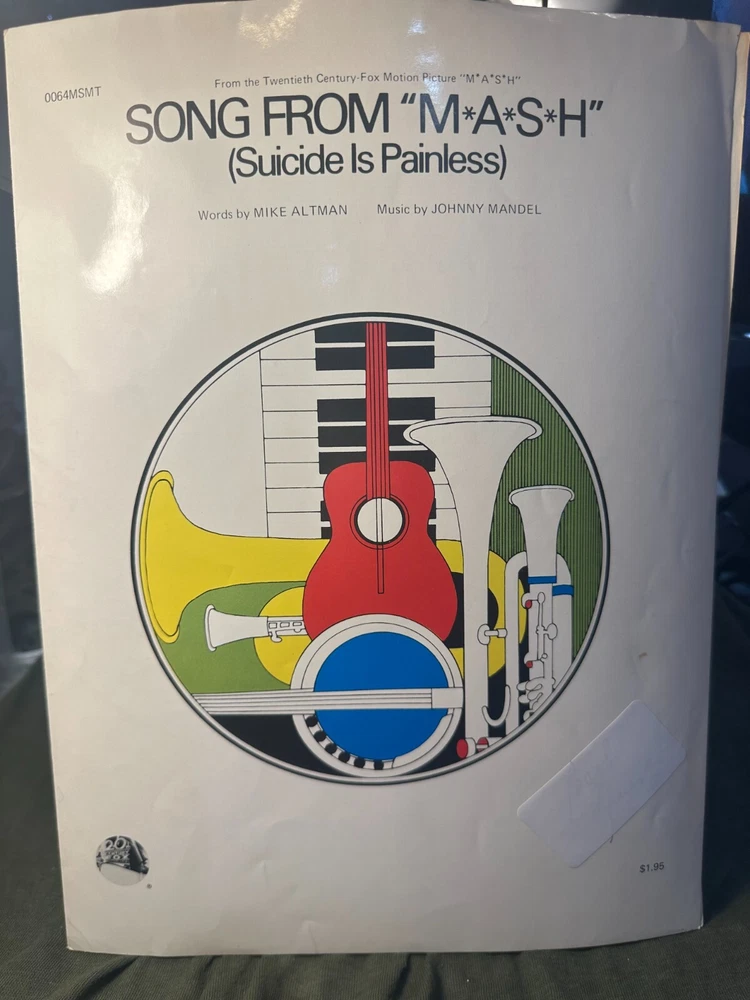 0064MSMT
From the Twentieth Century-Fox Motion Picture "M*A*S*H"
SONG FROM "M*A*S*H"
(Suicide Is Painless)
Words by MIKE ALTMAN Music by JOHNNY MANDEL
20
$1.95